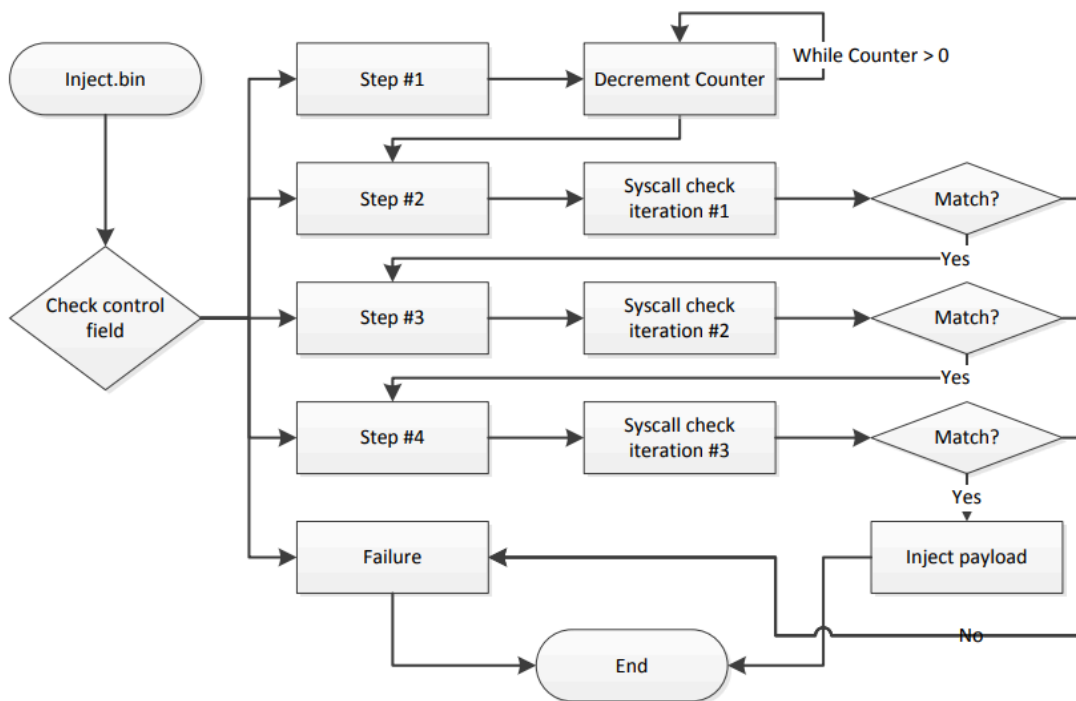 Inject.bin
Step #1
Decrement Counter
While Counter > 0
Step #2
Syscall check
iteration #1
Match?
Yes
Check control
field
Step #3
Syscall check
iteration #2
Match?
Yes
Step #4
Syscall check
iteration #3
Match?
Yes
Failure
Inject payload
No
End